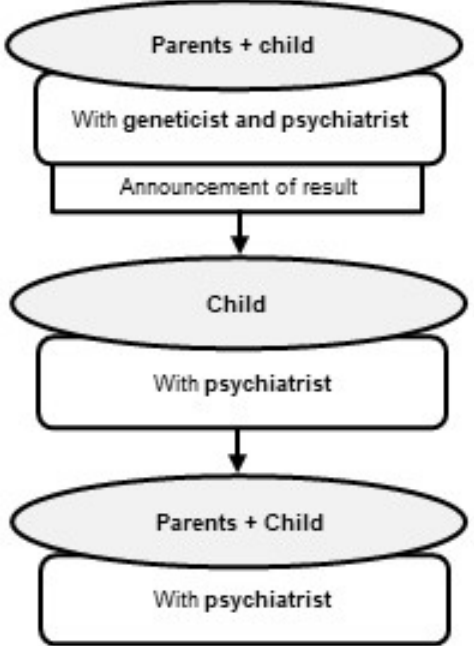 Parents + child
With geneticist and psychiatrist
Announcement of result
Child
With psychiatrist
Parents + Child
With psychiatrist